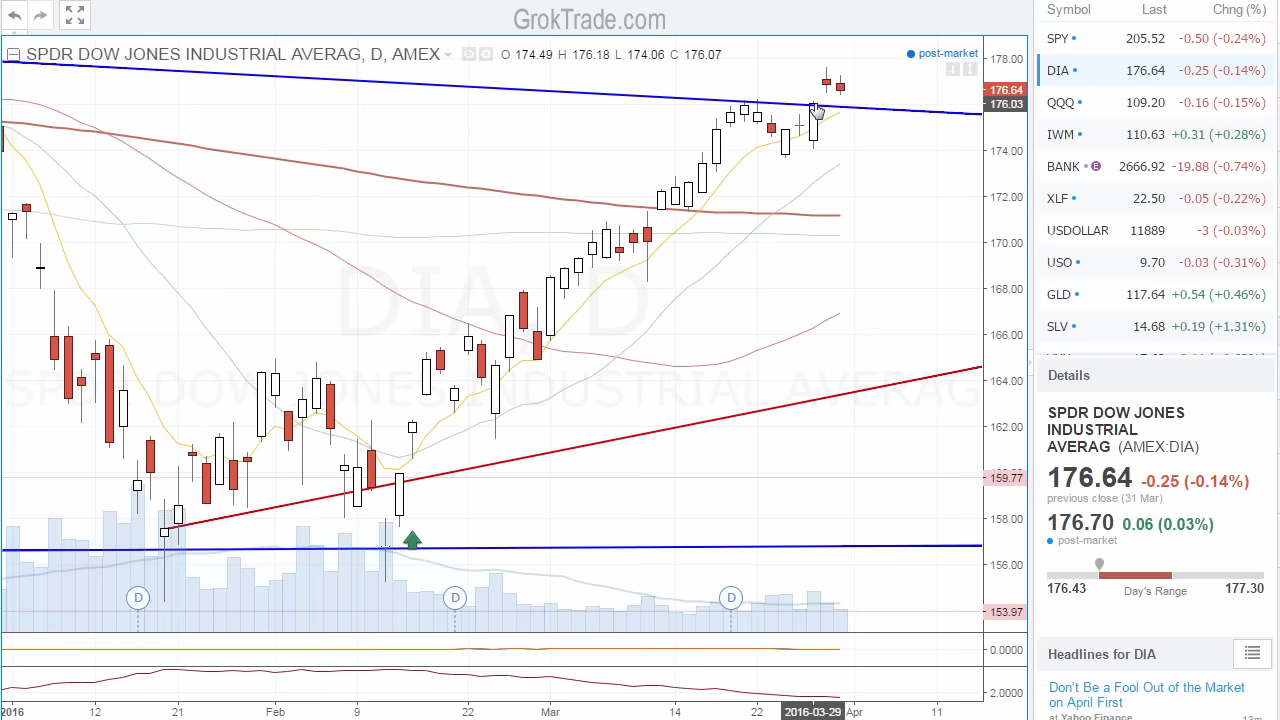 GrokTrade.com
SPDR DOW JONES INDUSTRIAL AVERAG, D, AMEX
O 174.49 H 176.18 L 174.06 C 176.07
post-market
DIA, D
SPDR DOW JONES INDUSTRIAL AVERAG
178.00
176.64
176.03
174.00
172.00
170.00
168.00
166.00
164.00
162.00
159.77
158.00
156.00
153.97
0.0000
2.0000
D
D
D
2016
12
21
Feb
9
22
Mar
14
22
2016-03-29
Apr
11
Symbol Last Chng (%)
SPY 205.52 -0.50 (-0.24%)
DIA 176.64 -0.25 (-0.14%)
QQQ 109.20 -0.16 (-0.15%)
IWM 110.63 +0.31 (+0.28%)
BANK E 2666.92 -19.88 (-0.74%)
XLF 22.50 -0.05 (-0.22%)
USDOLLAR 11889 -3 (-0.03%)
USO 9.70 -0.03 (-0.31%)
GLD 117.64 +0.54 (+0.46%)
SLV 14.68 +0.19 (+1.31%)
Details
SPDR DOW JONES
INDUSTRIAL
AVERAG (AMEX:DIA)
176.64 -0.25 (-0.14%)
previous close (31 Mar)
176.70 0.06 (0.03%)
post-market
176.43 Day's Range 177.30
Headlines for DIA
Don't Be a Fool Out of the Market
on April First
at Yahoo Finance